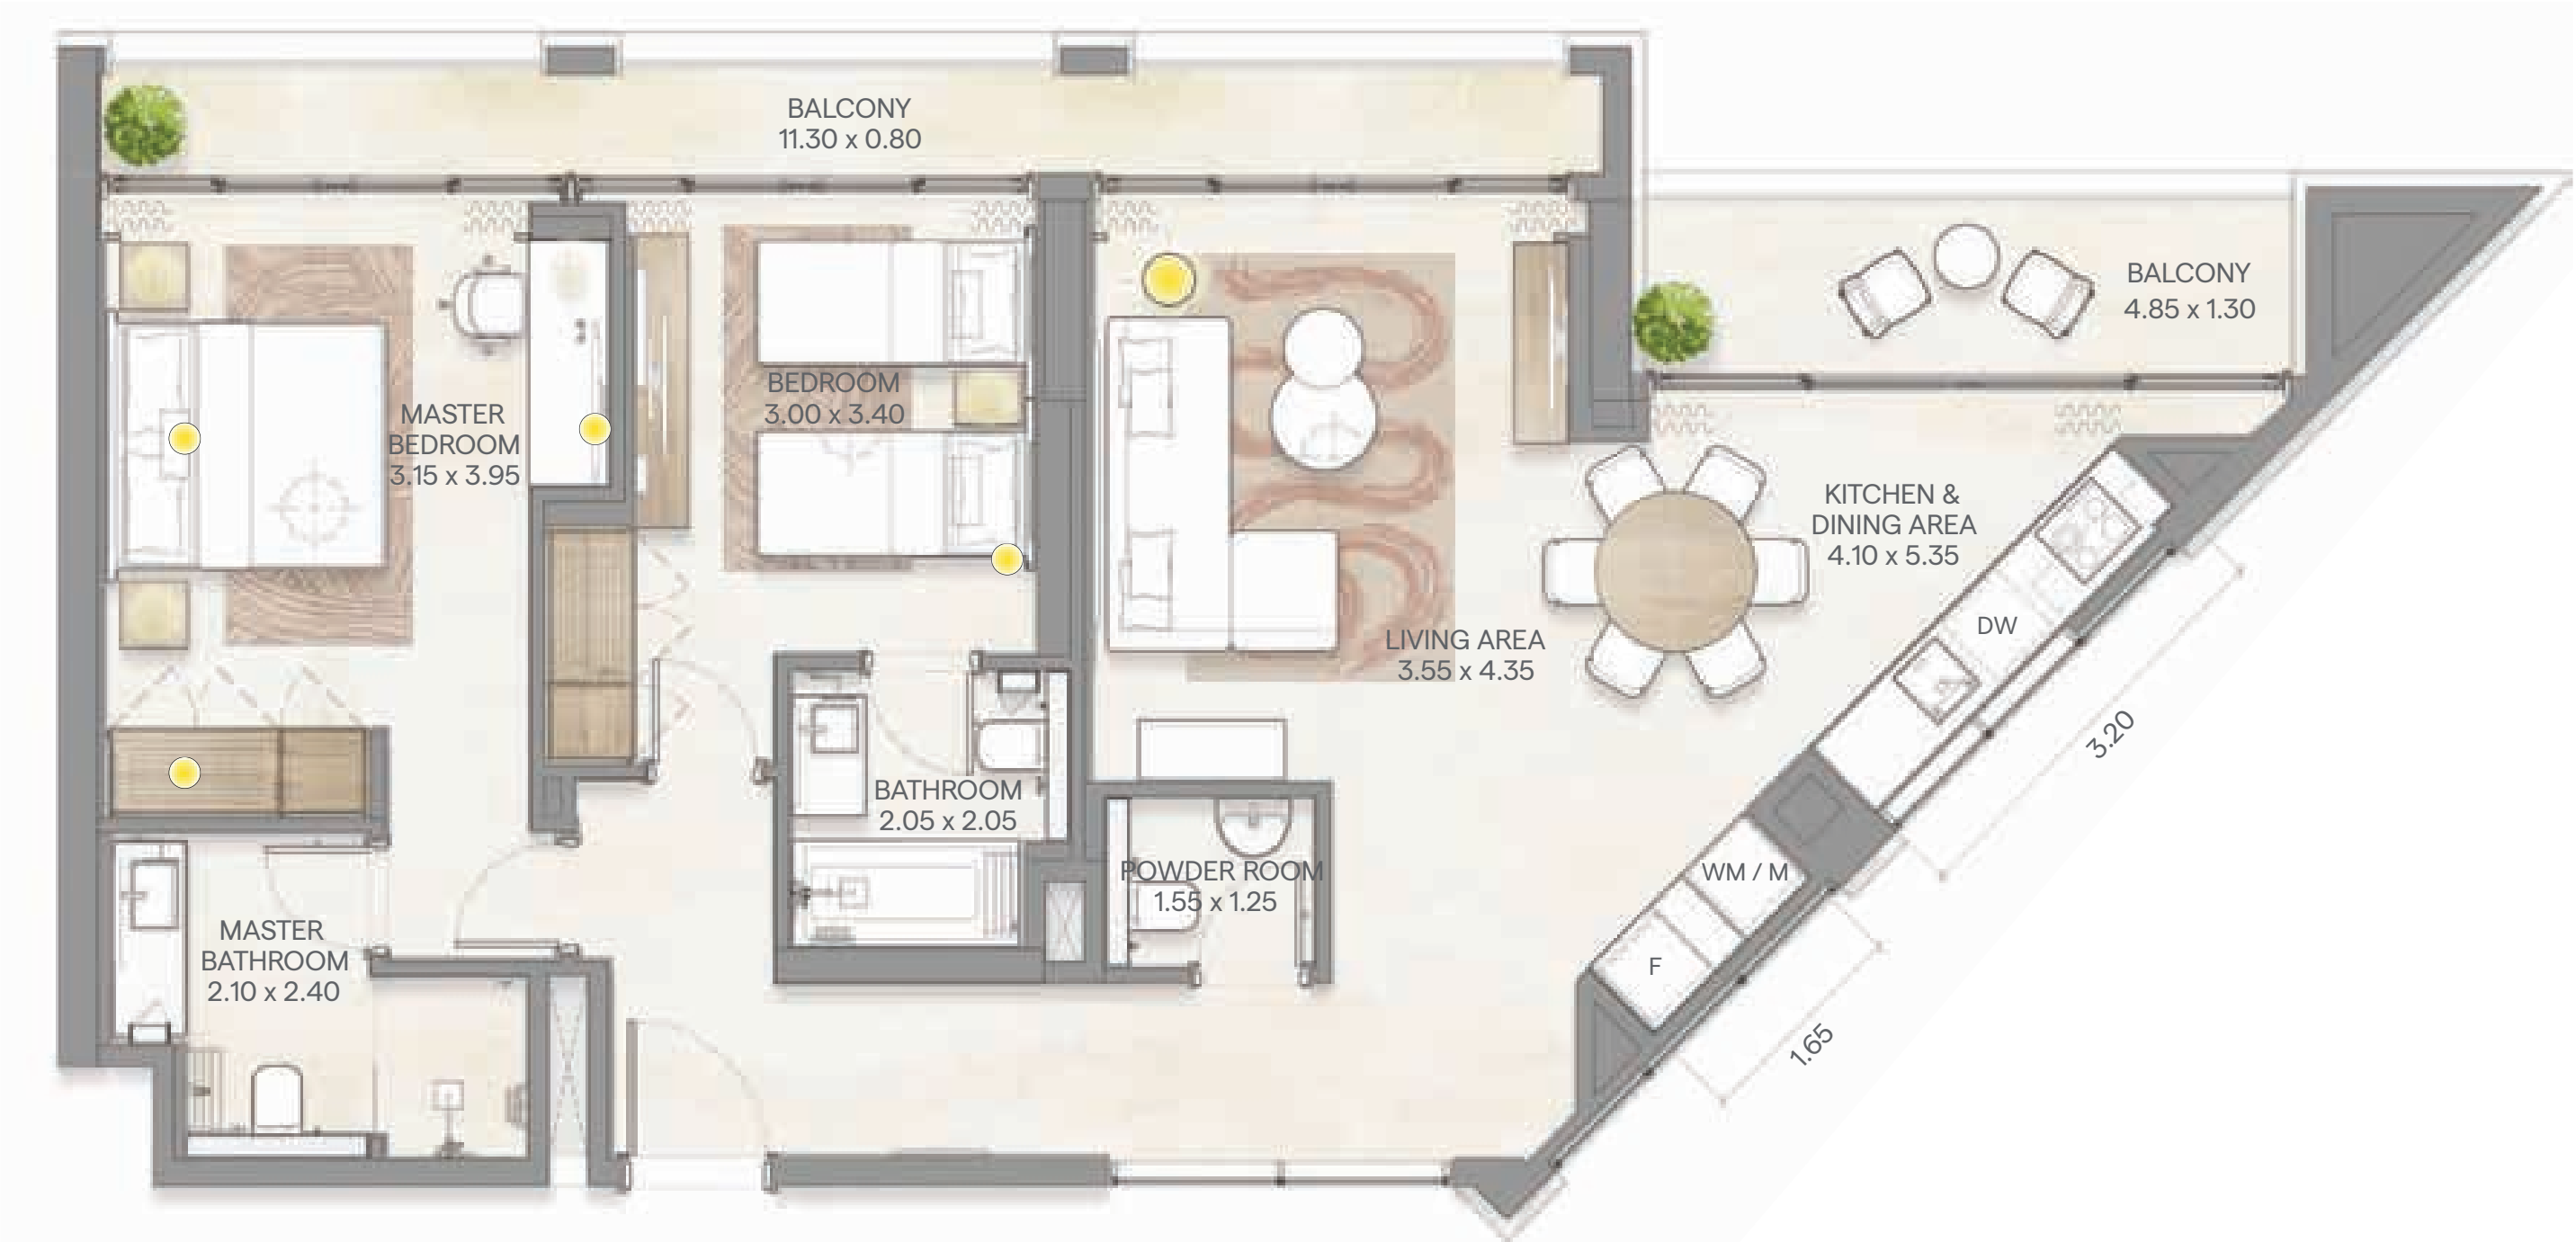 BALCONY
11.30 x 0.80
BALCONY
4.85 x 1.30
MASTER
BEDROOM
3.15 x 3.95
BEDROOM
3.00 x 3.40
KITCHEN &
DINING AREA
4.10 x 5.35
LIVING AREA
3.55 x 4.35
DW
3.20
BATHROOM
2.05 x 2.05
POWDER ROOM
1.55 x 1.25
WM / M
MASTER
BATHROOM
2.10 x 2.40
F
1.65